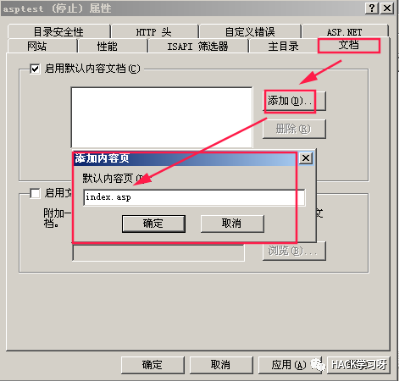 asptest (停止) 属性
目录安全性 HTTP 头 自定义错误 ASP.NET
网站 性能 ISAPI 筛选器 主目录 文档
启用默认内容文档(C)
添加(D)...
删除(R)
添加内容页
默认内容页
index.asp
确定 取消
启用文
附加一 文
档。
浏览(B)...
确定 取消 应用(A)
HACK学习呀